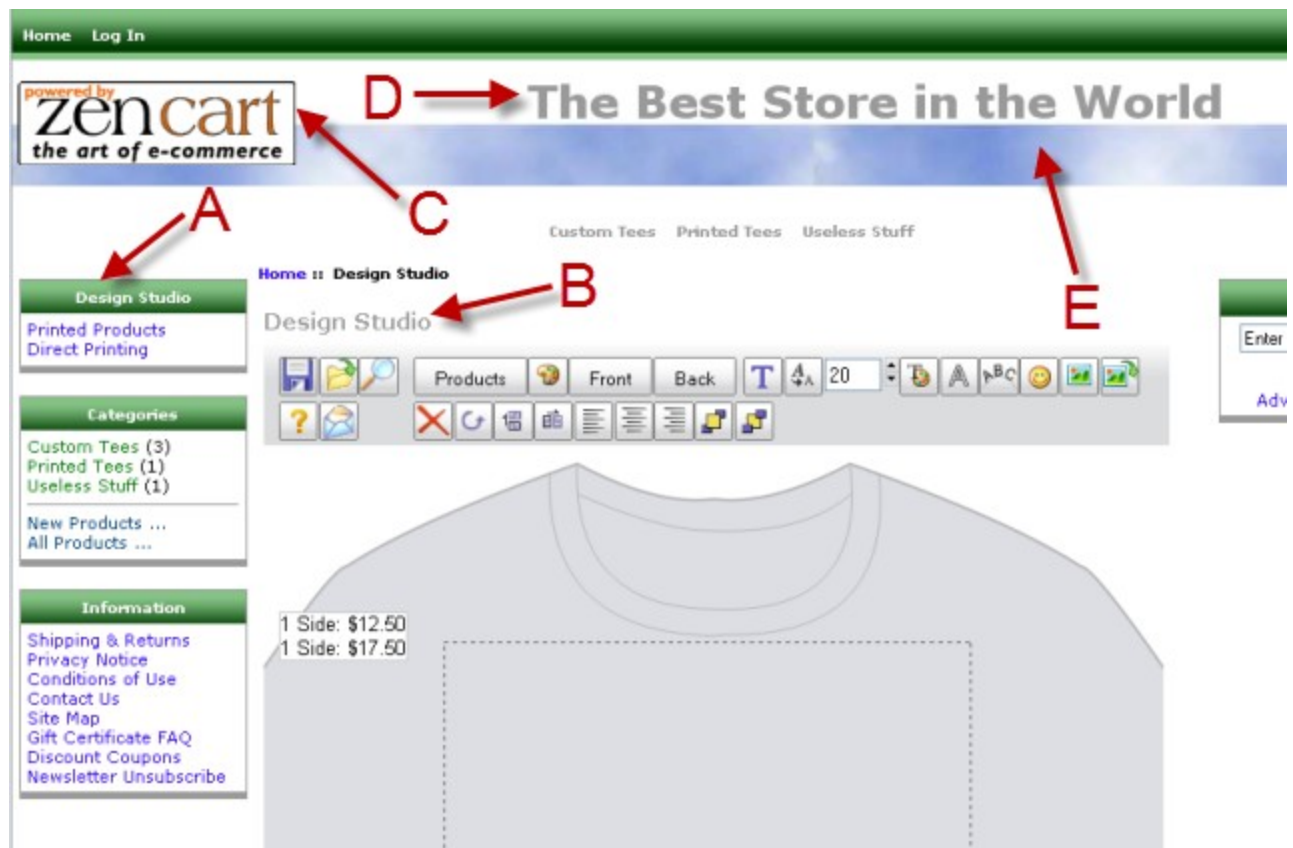 Home Log In
powered by
zen cart
the art of e-commerce
D
The Best Store in the World
A
C
E
Custom Tees Printed Tees Useless Stuff
Home :: Design Studio
B
Design Studio
Design Studio
Printed Products
Direct Printing
Products Front Back T A A 20 T A ABC
?
Enter
Adv
Categories
Custom Tees (3)
Printed Tees (1)
Useless Stuff (1)
New Products ...
All Products ...
Information
Shipping & Returns
Privacy Notice
Conditions of Use
Contact Us
Site Map
Gift Certificate FAQ
Discount Coupons
Newsletter Unsubscribe
1 Side: $12.50
1 Side: $17.50